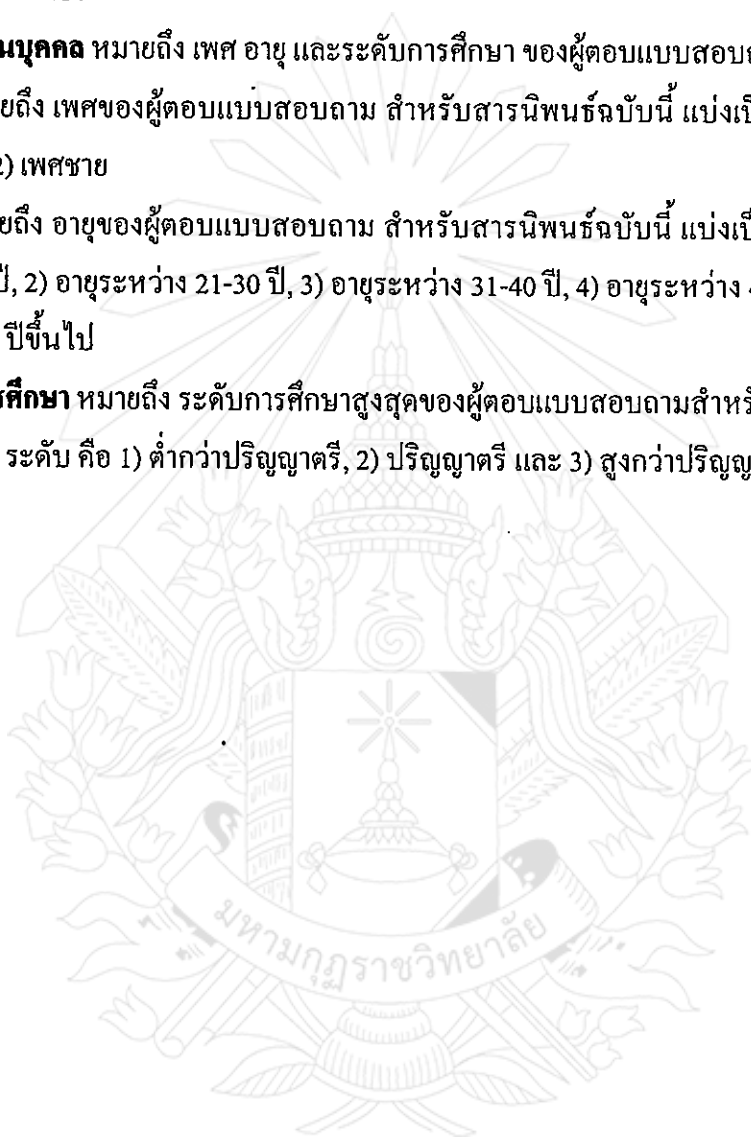 นบุคคล หมายถึง เพศ อายุ และระดับการศึกษา ของผู้ตอบแบบสอบถ
ยถึง เพศของผู้ตอบแบบสอบถาม สำหรับสารนิพนธ์ฉบับนี้ แบ่งเป็
2) เพศชาย
ยถึง อายุของผู้ตอบแบบสอบถาม สำหรับสารนิพนธ์ฉบับนี้ แบ่งเป็
ปี, 2) อายุระหว่าง 21-30 ปี, 3) อายุระหว่าง 31-40 ปี, 4) อายุระหว่าง
ปีขึ้นไป
รศึกษา หมายถึง ระดับการศึกษาสูงสุดของผู้ตอบแบบสอบถามสำหร
ระดับ คือ 1) ต่ำกว่าปริญญาตรี, 2) ปริญญาตรี และ 3) สูงกว่าปริญญ
มหามกุฏราชวิทยาลัย